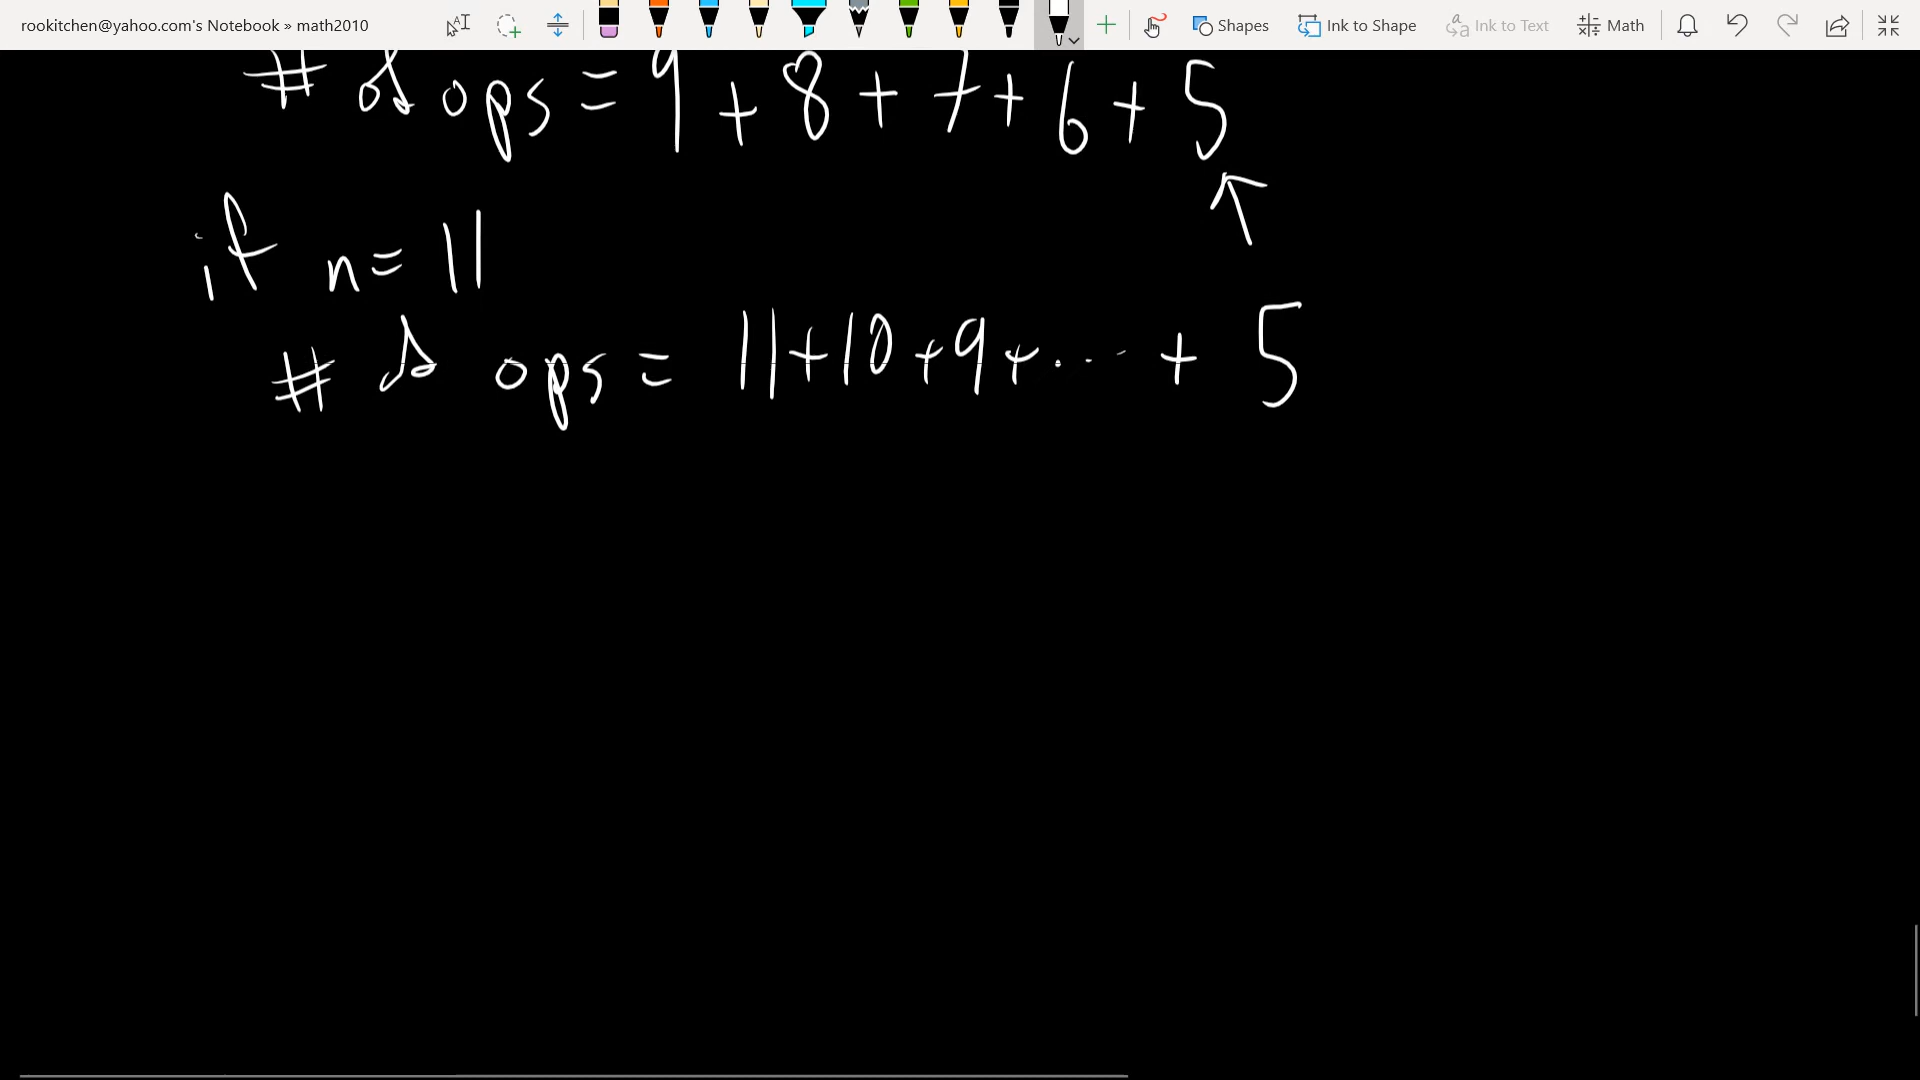 rookitchen@yahoo.com's Notebook » math2010 Shapes Ink to Shape Ink to Text Math
# of ops = 9 + 8 + 7 + 6 + 5
if n = 11
# of ops = 11 + 10 + 9 + ... + 5